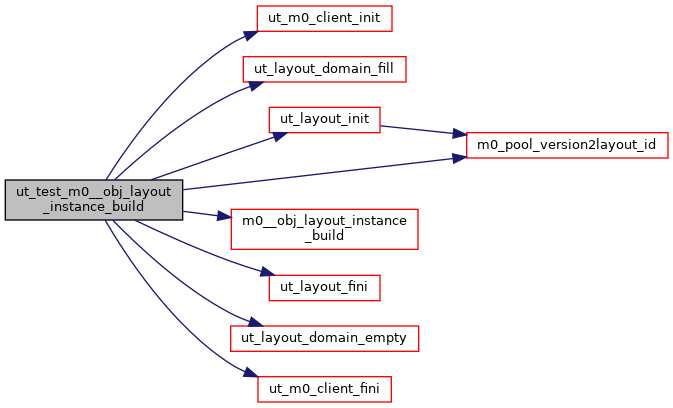 ut_m0_client_init
ut_layout_domain_fill
ut_layout_init
m0_pool_version2layout_id
ut_test_m0__obj_layout
_instance_build
m0__obj_layout_instance
_build
ut_layout_fini
ut_layout_domain_empty
ut_m0_client_fini